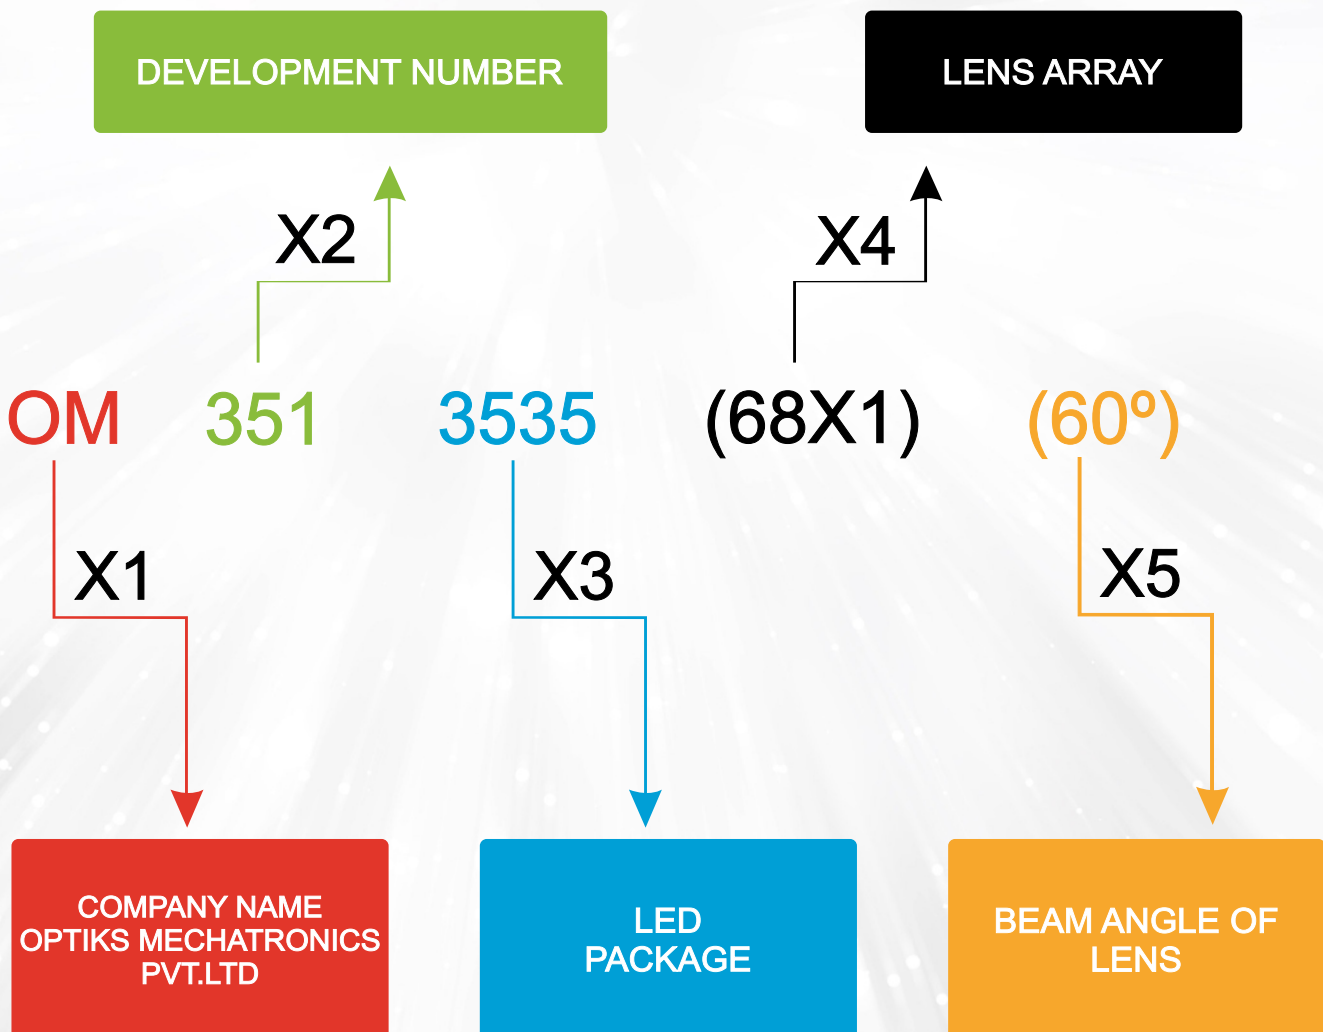 DEVELOPMENT NUMBER
LENS ARRAY
X2
X4
OM 351 3535 (68X1) (60º)
X1
X3
X5
COMPANY NAME
OPTIKS MECHATRONICS
PVT.LTD
LED
PACKAGE
BEAM ANGLE OF
LENS